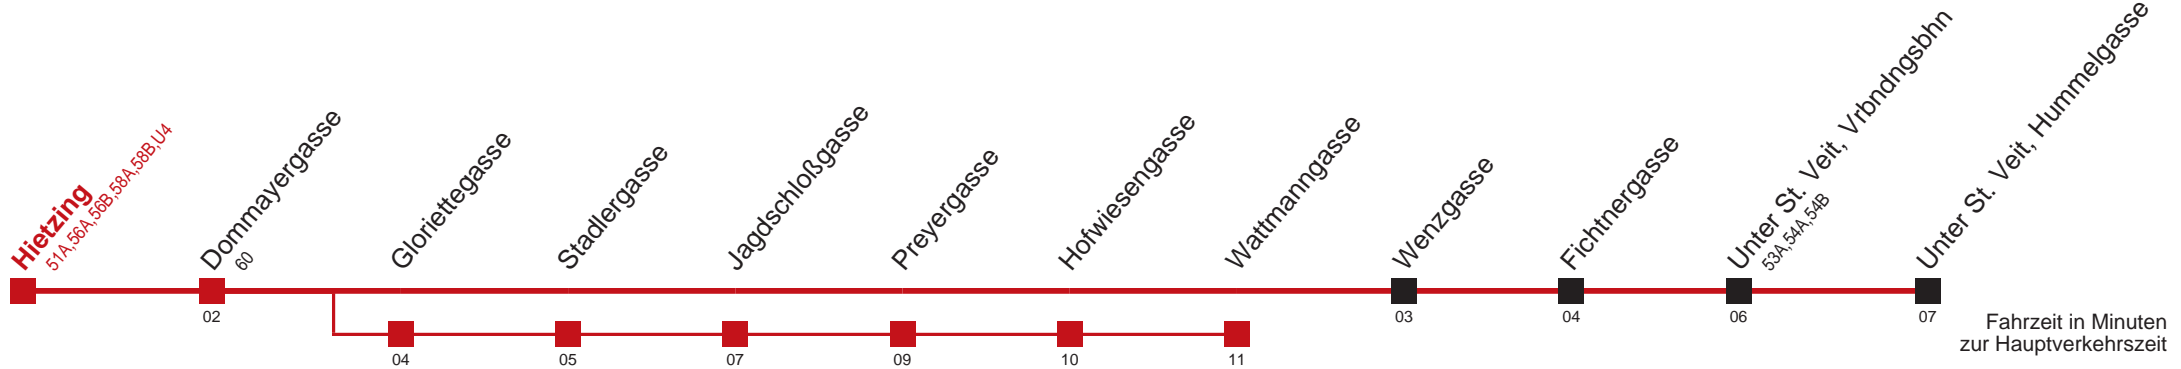 Hietzing
51A,56A,56B,58A,58B,U4
Dommayergasse
60
Gloriettegasse
Stadlergasse
Jagdschloßgasse
Preyergasse
Hofwiesengasse
Wattmanngasse
Wenzgasse
Fichtnergasse
Unter St. Veit, Vrbndngsbhn
53A,54A,54B
Unter St. Veit, Hummelgasse
02
03
04
06
07
04
05
07
09
10
11
Fahrzeit in Minuten
zur Hauptverkehrszeit